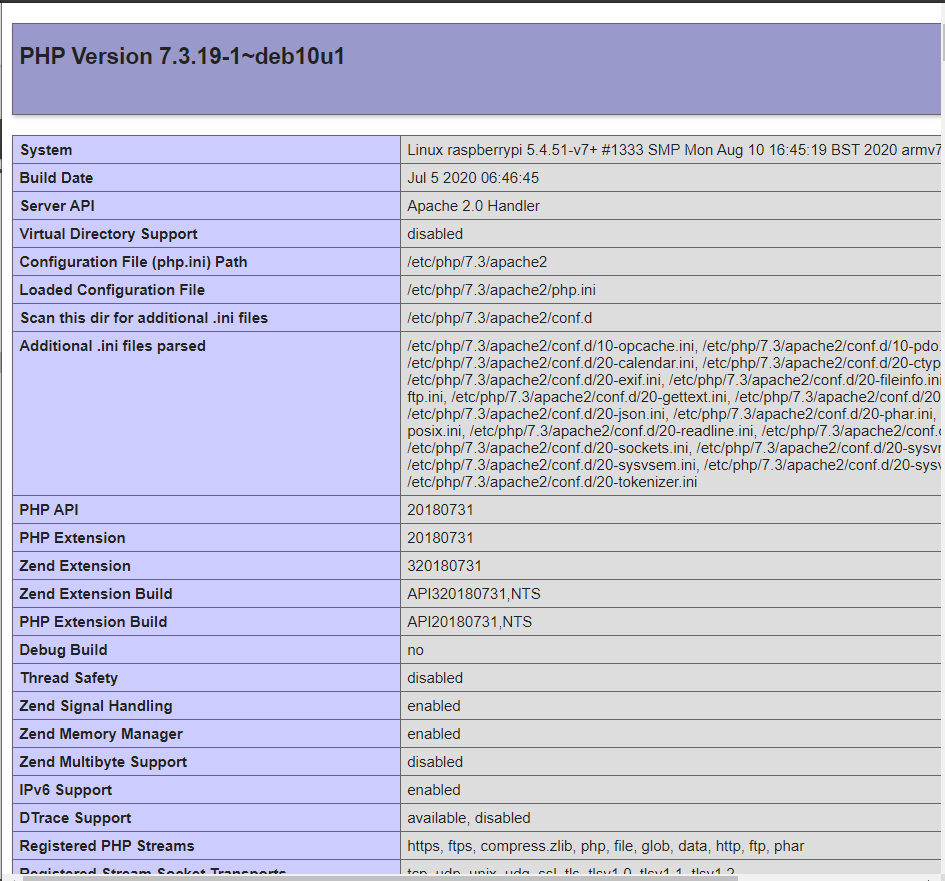 PHP Version 7.3.19-1~deb10u1
System Linux raspberrypi 5.4.51-v7+ #1333 SMP Mon Aug 10 16:45:19 BST 2020 armv7
Build Date Jul 5 2020 06:46:45
Server API Apache 2.0 Handler
Virtual Directory Support disabled
Configuration File (php.ini) Path /etc/php/7.3/apache2
Loaded Configuration File /etc/php/7.3/apache2/php.ini
Scan this dir for additional .ini files /etc/php/7.3/apache2/conf.d
Additional .ini files parsed /etc/php/7.3/apache2/conf.d/10-opcache.ini, /etc/php/7.3/apache2/conf.d/10-pdo.
/etc/php/7.3/apache2/conf.d/20-calendar.ini, /etc/php/7.3/apache2/conf.d/20-ctyp
/etc/php/7.3/apache2/conf.d/20-exif.ini, /etc/php/7.3/apache2/conf.d/20-fileinfo.ini
ftp.ini, /etc/php/7.3/apache2/conf.d/20-gettext.ini, /etc/php/7.3/apache2/conf.d/20
/etc/php/7.3/apache2/conf.d/20-json.ini, /etc/php/7.3/apache2/conf.d/20-phar.ini,
posix.ini, /etc/php/7.3/apache2/conf.d/20-readline.ini, /etc/php/7.3/apache2/conf.
/etc/php/7.3/apache2/conf.d/20-sockets.ini, /etc/php/7.3/apache2/conf.d/20-sysv
/etc/php/7.3/apache2/conf.d/20-sysvsem.ini, /etc/php/7.3/apache2/conf.d/20-sysv
/etc/php/7.3/apache2/conf.d/20-tokenizer.ini
PHP API 20180731
PHP Extension 20180731
Zend Extension 320180731
Zend Extension Build API320180731,NTS
PHP Extension Build API20180731,NTS
Debug Build no
Thread Safety disabled
Zend Signal Handling enabled
Zend Memory Manager enabled
Zend Multibyte Support disabled
IPv6 Support enabled
DTrace Support available, disabled
Registered PHP Streams https, ftps, compress.zlib, php, file, glob, data, http, ftp, phar
Registered Stream Socket Transports tcp, udp, unix, udg, ssl, tls, tlsv1.0, tlsv1.1, tlsv1.2